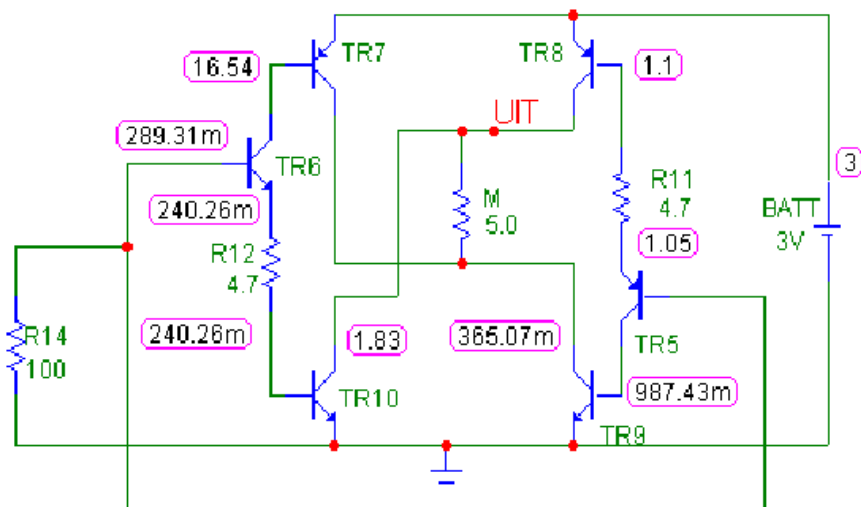 TR7
TR8
16.54
1.1
UIT
289.31m
TR6
3
R11
4.7
M
5.0
BATT
3V
240.26m
R12
4.7
1.05
R14
100
240.26m
1.83
365.07m
TR5
TR10
987.43m
TR9